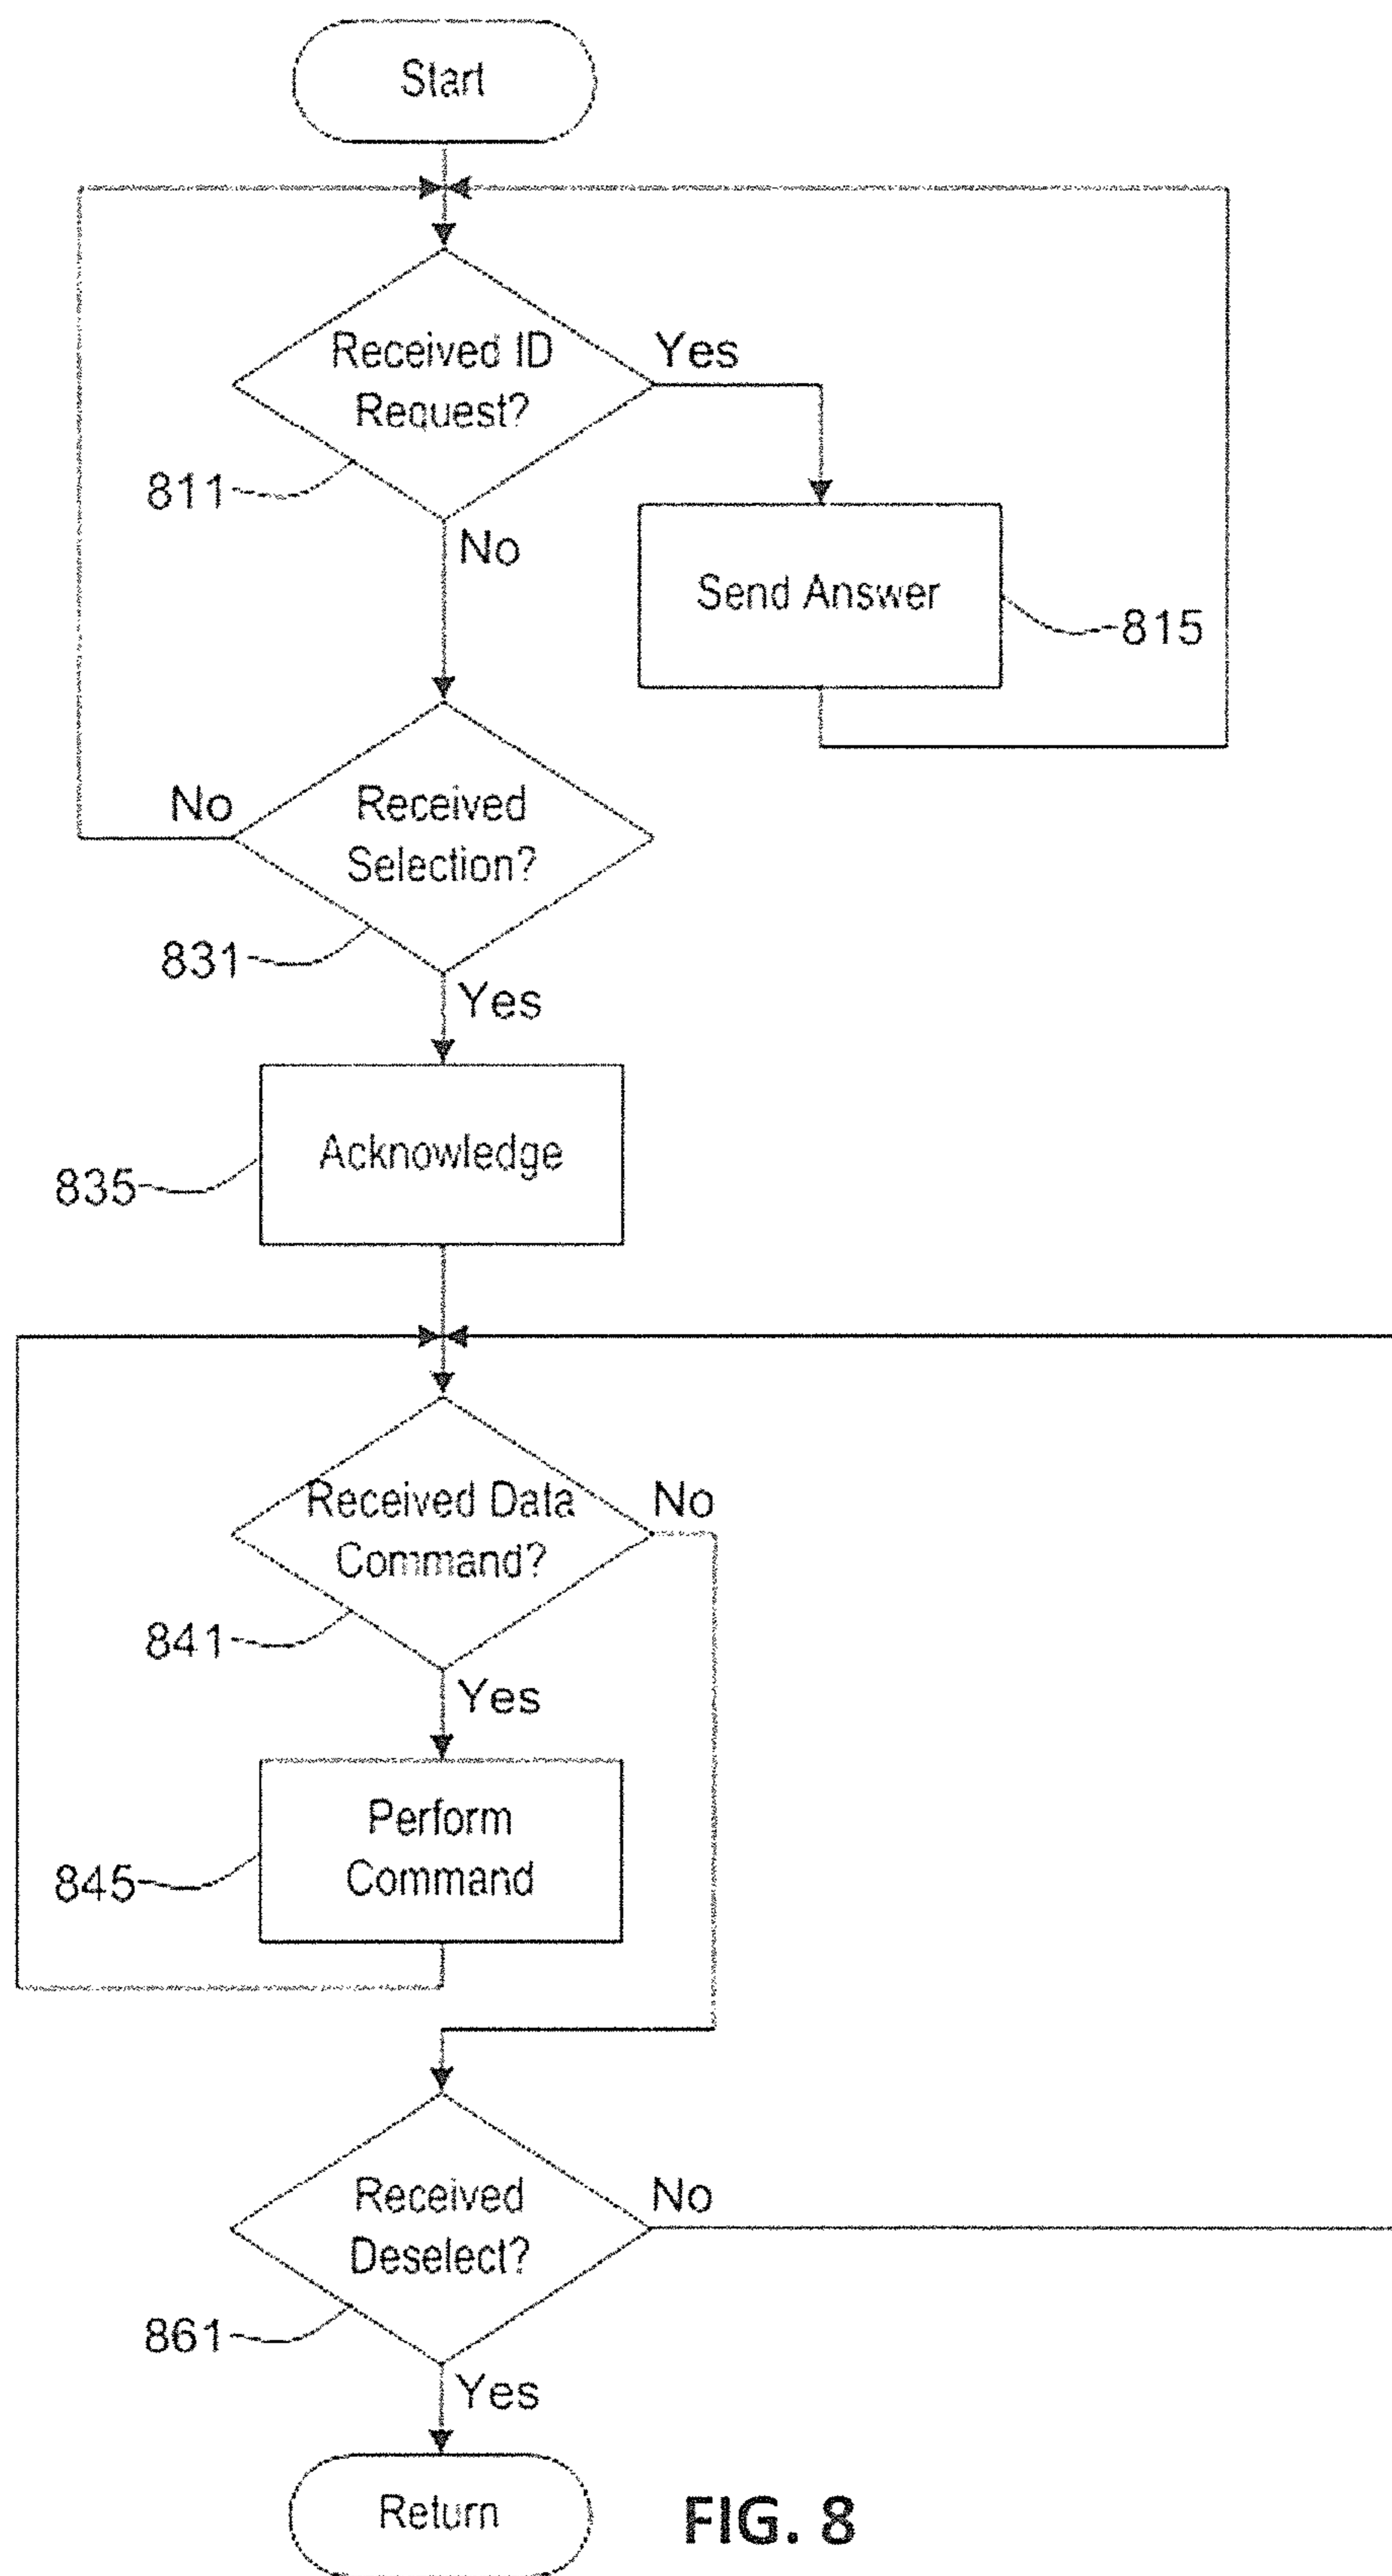 Start
Received ID
Request?
Yes
811
No
Send Answer
815
No
Received
Selection?
831
Yes
Acknowledge
835
Received Data
Command?
No
841
Yes
Perform
Command
845
Received
Deselect?
No
861
Yes
Return
FIG. 8